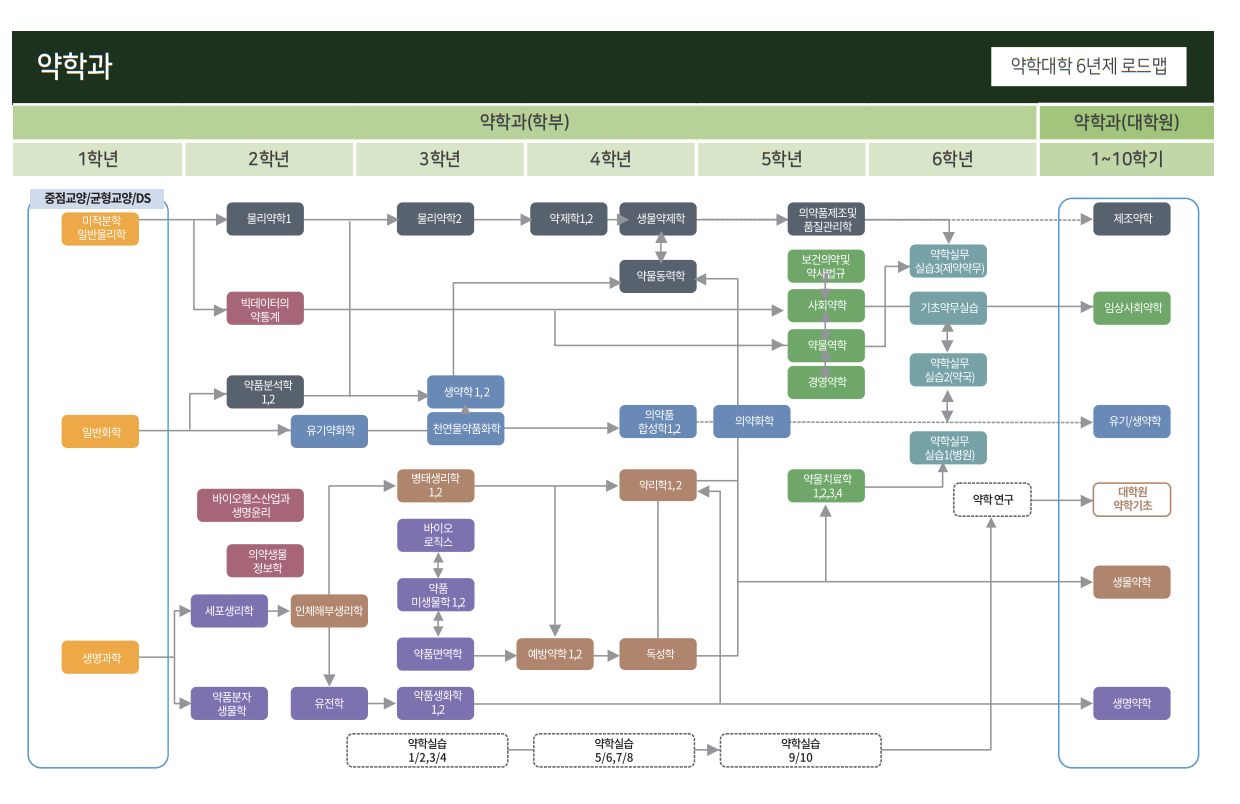 약학과
약학대학 6년제 로드맵
약학과(학부)
약학과(대학원)
1학년
2학년
3학년
4학년
5학년
6학년
1~10학기
중점교양/균형교양/DS
미적분학
일반물리학
물리약학1
물리약학2
약제학1,2
생물약제학
의약품제조및
품질관리학
제조약학
약학실무
실습3(제약약무)
보건의약및
약사법규
약물동력학
빅데이터의
약통계
사회약학
기초약무실습
임상사회약학
약물역학
약학실무
실습2(약국)
경영약학
약품분석학
1,2
생약학 1,2
일반화학
유기약화학
천연물약품화학
의약품
합성학1,2
의약화학
유기/생약학
약학실무
실습1(병원)
병태생리학
1,2
약리학1,2
약물치료학
1,2,3,4
약학 연구
대학원
약학기초
바이오헬스산업과
생명윤리
바이오
로직스
의약생물
정보학
약품
미생물학 1,2
생물약학
세포생리학
인체해부생리학
생명과학
약품면역학
예방약학 1,2
독성학
약품분자
생물학
유전학
약품생화학
1,2
생명약학
약학실습
1/2,3/4
약학실습
5/6,7/8
약학실습
9/10